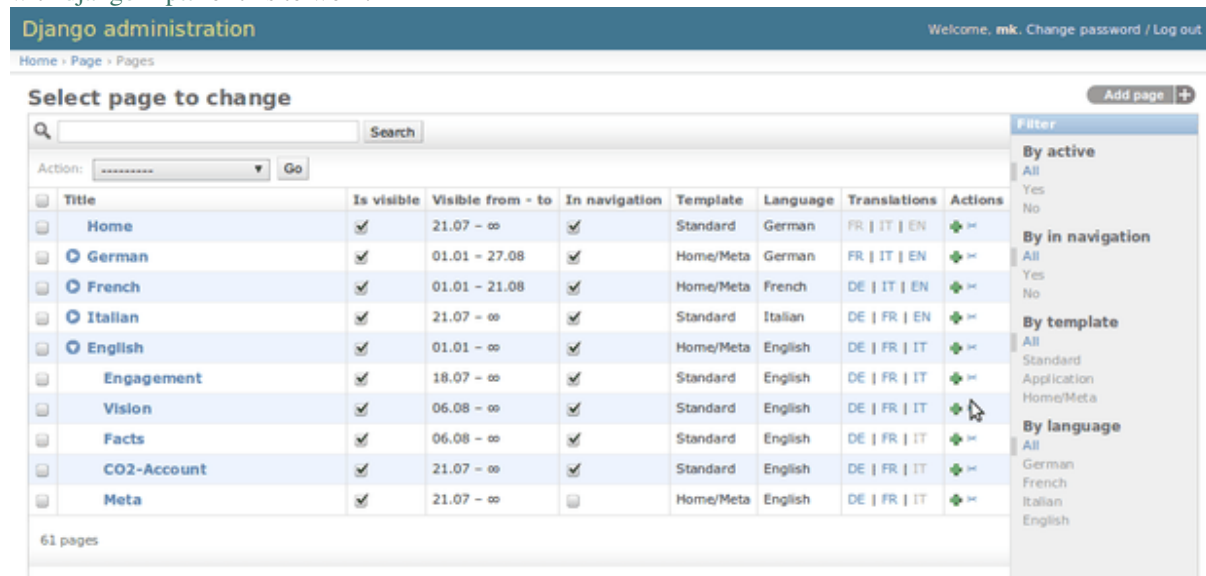 Django administration
Welcome, mk. Change password / Log out
Home › Page › Pages
Select page to change
Add page
Search
Action: --------- Go
Title Is visible Visible from - to In navigation Template Language Translations Actions
Home 21.07 – ∞ Standard German FR | IT | EN
German 01.01 – 27.08 Home/Meta German FR | IT | EN
French 01.01 – 21.08 Home/Meta French DE | IT | EN
Italian 21.07 – ∞ Standard Italian DE | FR | EN
English 01.01 – ∞ Home/Meta English DE | FR | IT
Engagement 18.07 – ∞ Standard English DE | FR | IT
Vision 06.08 – ∞ Standard English DE | FR | IT
Facts 06.08 – ∞ Standard English DE | FR | IT
CO2-Account 21.07 – ∞ Standard English DE | FR | IT
Meta 21.07 – ∞ Home/Meta English DE | FR | IT
61 pages
Filter
By active
All
Yes
No
By in navigation
All
Yes
No
By template
All
Standard
Application
Home/Meta
By language
All
German
French
Italian
English